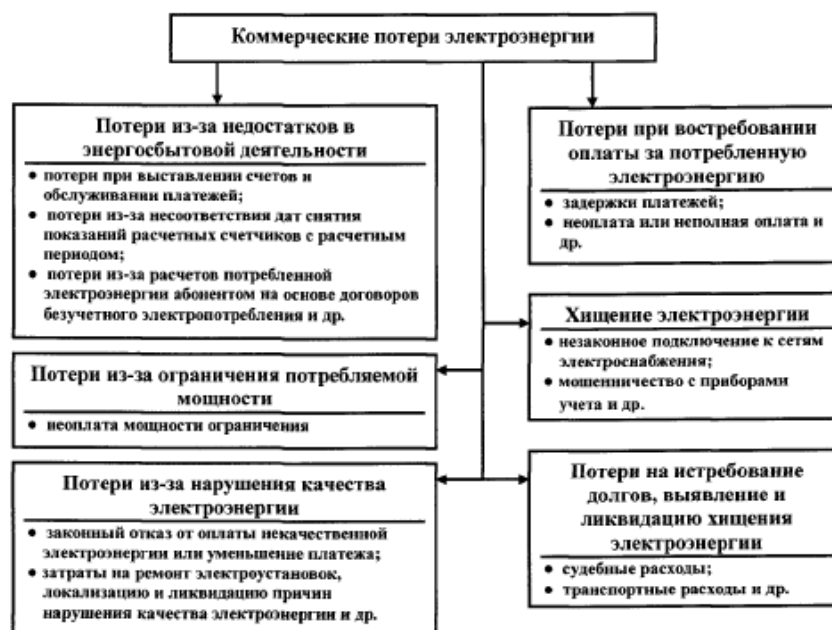 Коммерческие потери электроэнергии
Потери из-за недостатков в
энергосбытовой деятельности
● потери при выставлении счетов и
обслуживании платежей;
● потери из-за несоответствия дат снятия
показаний расчетных счетчиков с расчетным
периодом;
● потери из-за расчетов потребленной
электроэнергии абонентом на основе договоров
безучетного электропотребления и др.
Потери из-за ограничения потребляемой
мощности
● неоплата мощности ограничения
Потери из-за нарушения качества
электроэнергии
● законный отказ от оплаты некачественной
электроэнергии или уменьшение платежа;
● затраты на ремонт электроустановок,
локализацию и ликвидацию причин
нарушения качества электроэнергии и др.
Потери при востребовании
оплаты за потребленную
электроэнергию
● задержки платежей;
● неоплата или неполная оплата и
др.
Хищение электроэнергии
● незаконное подключение к сетям
электроснабжения;
● мошенничество с приборами
учета и др.
Потери на истребование
долгов, выявление и
ликвидацию хищения
электроэнергии
● судебные расходы;
● транспортные расходы и др.